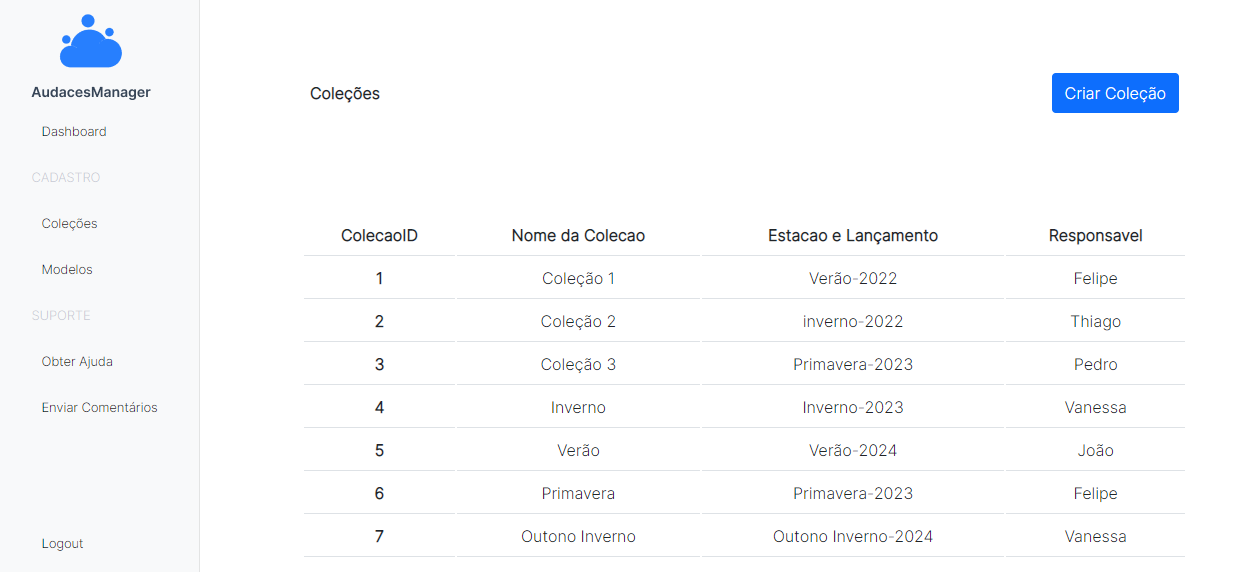 AudacesManager
Dashboard
CADASTRO
Coleções
Modelos
SUPORTE
Obter Ajuda
Enviar Comentários
Logout
Coleções
Criar Coleção
ColecaoID Nome da Colecao Estacao e Lançamento Responsavel
1 Coleção 1 Verão-2022 Felipe
2 Coleção 2 inverno-2022 Thiago
3 Coleção 3 Primavera-2023 Pedro
4 Inverno Inverno-2023 Vanessa
5 Verão Verão-2024 João
6 Primavera Primavera-2023 Felipe
7 Outono Inverno Outono Inverno-2024 Vanessa